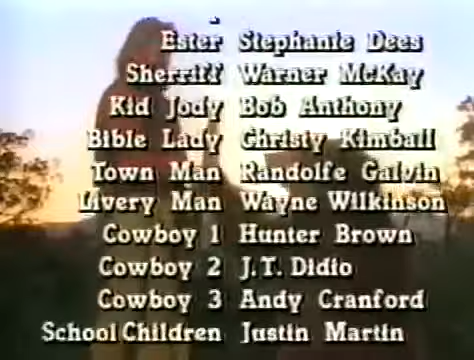 Ester Stephanie Dees
Sherriff Warner McKay
Kid Jody Bob Anthony
Bible Lady Christy Kimball
Town Man Randolfe Galvin
Livery Man Wayne Wilkinson
Cowboy 1 Hunter Brown
Cowboy 2 J.T. Didio
Cowboy 3 Andy Cranford
School Children Justin Martin